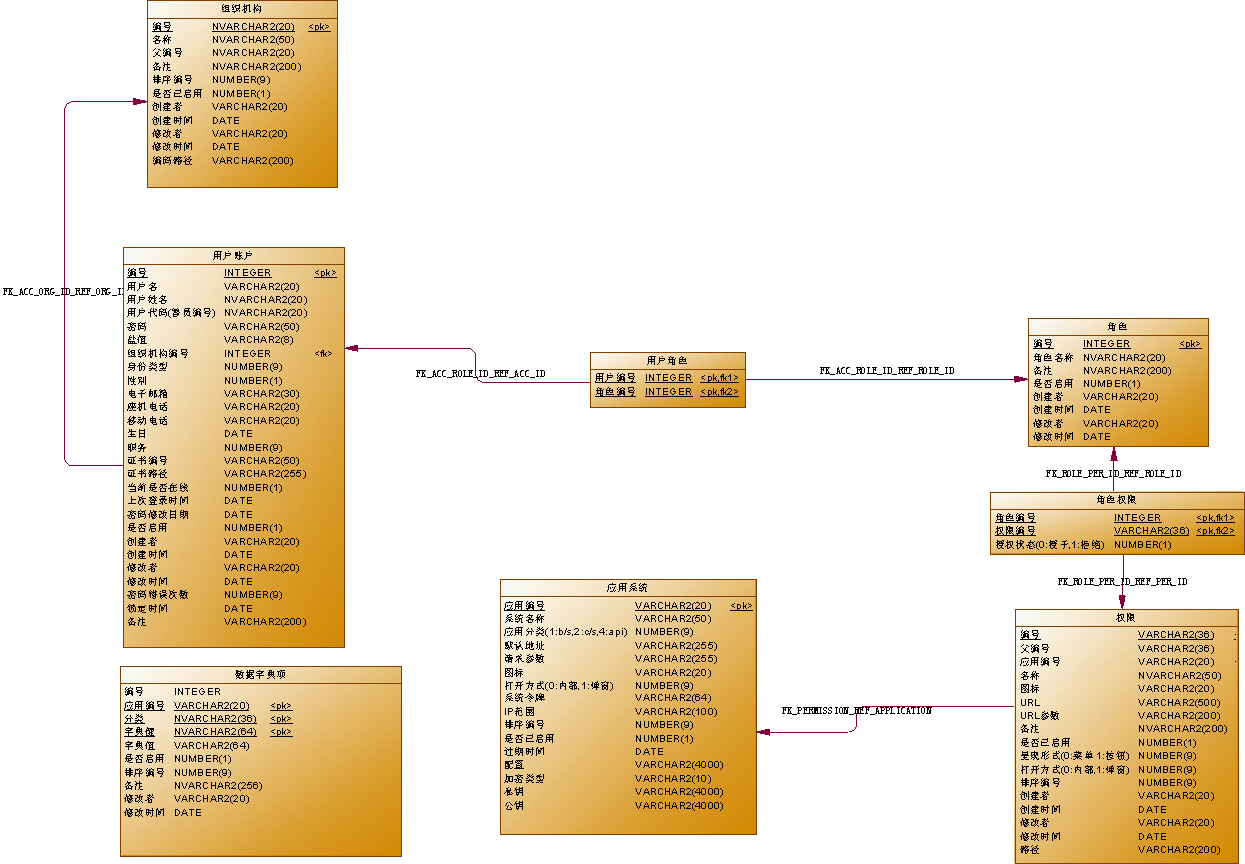 组织机构
编号 NVARCHAR2(20) <pk>
名称 NVARCHAR2(50)
父编号 NVARCHAR2(20)
备注 NVARCHAR2(200)
排序编号 NUMBER(9)
是否已启用 NUMBER(1)
创建者 VARCHAR2(20)
创建时间 DATE
修改者 VARCHAR2(20)
修改时间 DATE
编码路径 VARCHAR2(200)
FK_ACC_ORG_ID_REF_ORG_I
用户账户
编号 INTEGER <pk>
用户名 VARCHAR2(20)
用户姓名 NVARCHAR2(20)
用户代码(警员编号) NVARCHAR2(20)
密码 VARCHAR2(50)
盐值 VARCHAR2(8)
组织机构编号 INTEGER <fk>
身份类型 NUMBER(9)
性别 NUMBER(1)
电子邮箱 VARCHAR2(30)
座机电话 VARCHAR2(20)
移动电话 VARCHAR2(20)
生日 DATE
职务 NUMBER(9)
证书编号 VARCHAR2(50)
证书路径 VARCHAR2(255)
当前是否在线 NUMBER(1)
上次登录时间 DATE
密码修改日期 DATE
是否启用 NUMBER(1)
创建者 VARCHAR2(20)
创建时间 DATE
修改者 VARCHAR2(20)
修改时间 DATE
密码错误次数 NUMBER(9)
锁定时间 DATE
备注 VARCHAR2(200)
FK_ACC_ROLE_ID_REF_ACC_ID
用户角色
用户编号 INTEGER <pk,fk1>
角色编号 INTEGER <pk,fk2>
FK_ACC_ROLE_ID_REF_ROLE_ID
角色
编号 INTEGER <pk>
角色名称 NVARCHAR2(20)
备注 NVARCHAR2(200)
是否启用 NUMBER(1)
创建者 VARCHAR2(20)
创建时间 DATE
修改者 VARCHAR2(20)
修改时间 DATE
FK_ROLE_PER_ID_REF_ROLE_ID
角色权限
角色编号 INTEGER <pk,fk1>
权限编号 VARCHAR2(36) <pk,fk2>
授权状态(0:授予,1:拒绝) NUMBER(1)
FK_ROLE_PER_ID_REF_PER_ID
权限
编号 VARCHAR2(36)
父编号 VARCHAR2(36)
应用编号 VARCHAR2(20)
名称 NVARCHAR2(50)
图标 VARCHAR2(20)
URL VARCHAR2(500)
URL参数 VARCHAR2(200)
备注 NVARCHAR2(200)
是否已启用 NUMBER(1)
呈现形式(0:菜单 1:按钮) NUMBER(9)
打开方式(0:内部,1:弹窗) NUMBER(9)
排序编号 NUMBER(9)
创建者 VARCHAR2(20)
创建时间 DATE
修改者 VARCHAR2(20)
修改时间 DATE
路径 VARCHAR2(200)
FK_PERMISSION_REF_APPLICATION
应用系统
应用编号 VARCHAR2(20) <pk>
系统名称 VARCHAR2(50)
应用分类(1:b/s,2:c/s,4:api) NUMBER(9)
默认地址 VARCHAR2(255)
请求参数 VARCHAR2(255)
图标 VARCHAR2(20)
打开方式(0:内部,1:弹窗) NUMBER(9)
系统令牌 VARCHAR2(64)
IP范围 VARCHAR2(100)
排序编号 NUMBER(9)
是否已启用 NUMBER(1)
过期时间 DATE
配置 VARCHAR2(4000)
加密类型 VARCHAR2(10)
私钥 VARCHAR2(4000)
公钥 VARCHAR2(4000)
数据字典项
编号 INTEGER
应用编号 VARCHAR2(20) <pk>
分类 NVARCHAR2(36) <pk>
字典键 NVARCHAR2(64) <pk>
字典值 VARCHAR2(64)
是否启用 NUMBER(1)
排序编号 NUMBER(9)
备注 NVARCHAR2(256)
修改者 VARCHAR2(20)
修改时间 DATE